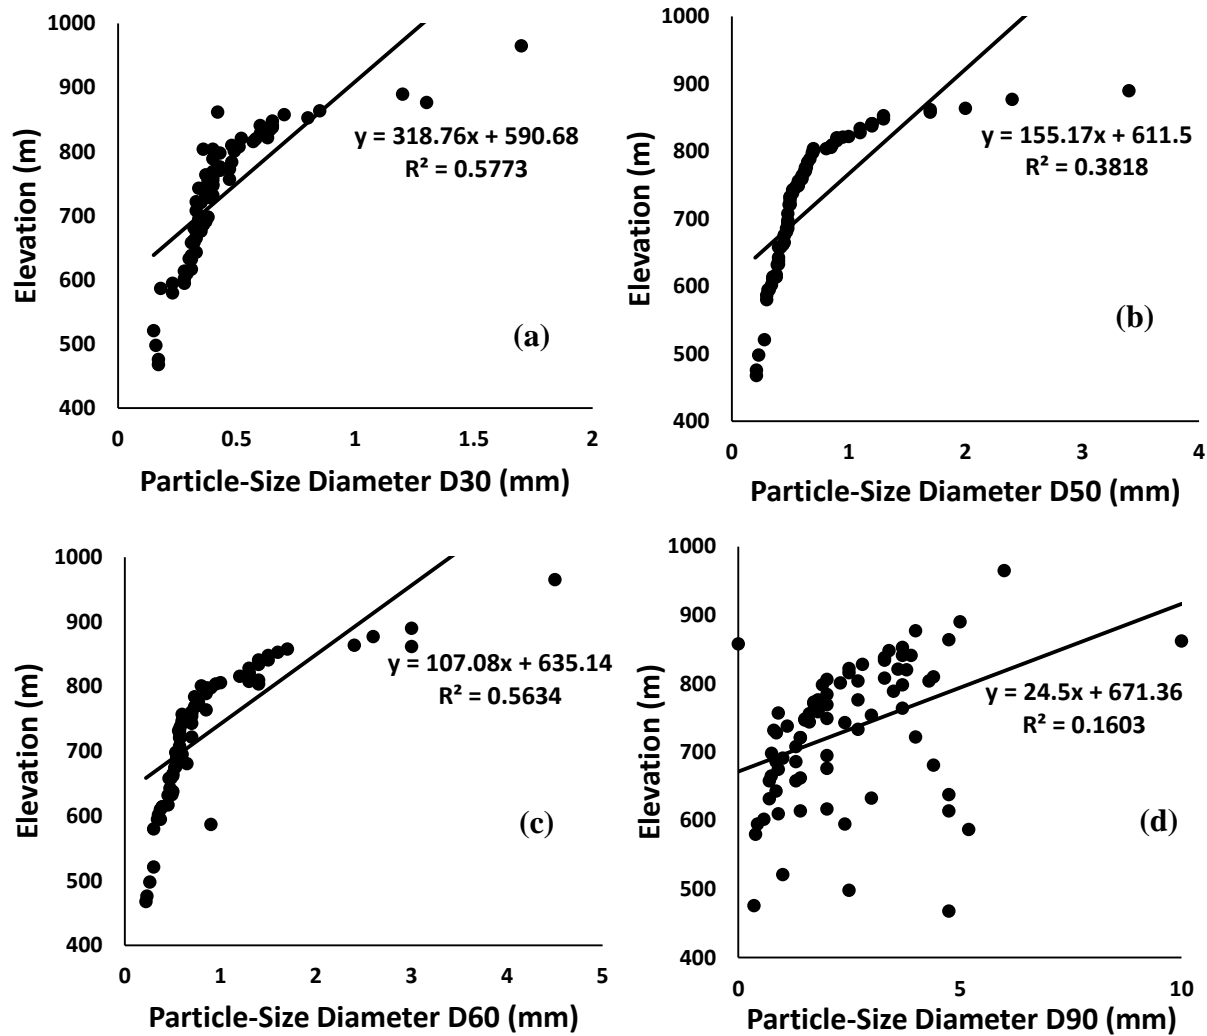 1000
900
800
700
600
500
400
Elevation (m)
y = 318.76x + 590.68
R² = 0.5773
(a)
0 0.5 1 1.5 2
Particle-Size Diameter D30 (mm)
1000
900
800
700
600
500
400
Elevation (m)
y = 155.17x + 611.5
R² = 0.3818
(b)
0 1 2 3 4
Particle-Size Diameter D50 (mm)
1000
900
800
700
600
500
400
Elevation (m)
y = 107.08x + 635.14
R² = 0.5634
(c)
0 1 2 3 4 5
Particle-Size Diameter D60 (mm)
1000
900
800
700
600
500
400
Elevation (m)
y = 24.5x + 671.36
R² = 0.1603
(d)
0 5 10
Particle-Size Diameter D90 (mm)